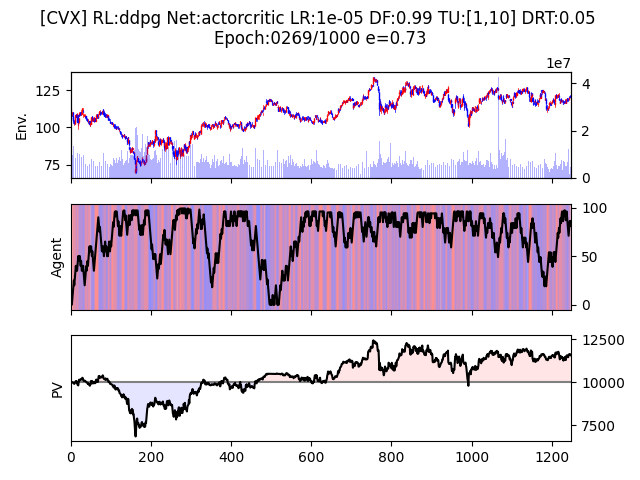 [CVX] RL:ddpg Net:actorcritic LR:1e-05 DF:0.99 TU:[1,10] DRT:0.05
Epoch:0269/1000 e=0.73
1e7
125
100
75
Env.
4
2
0
Agent
100
50
0
PV
12500
10000
7500
0 200 400 600 800 1000 1200